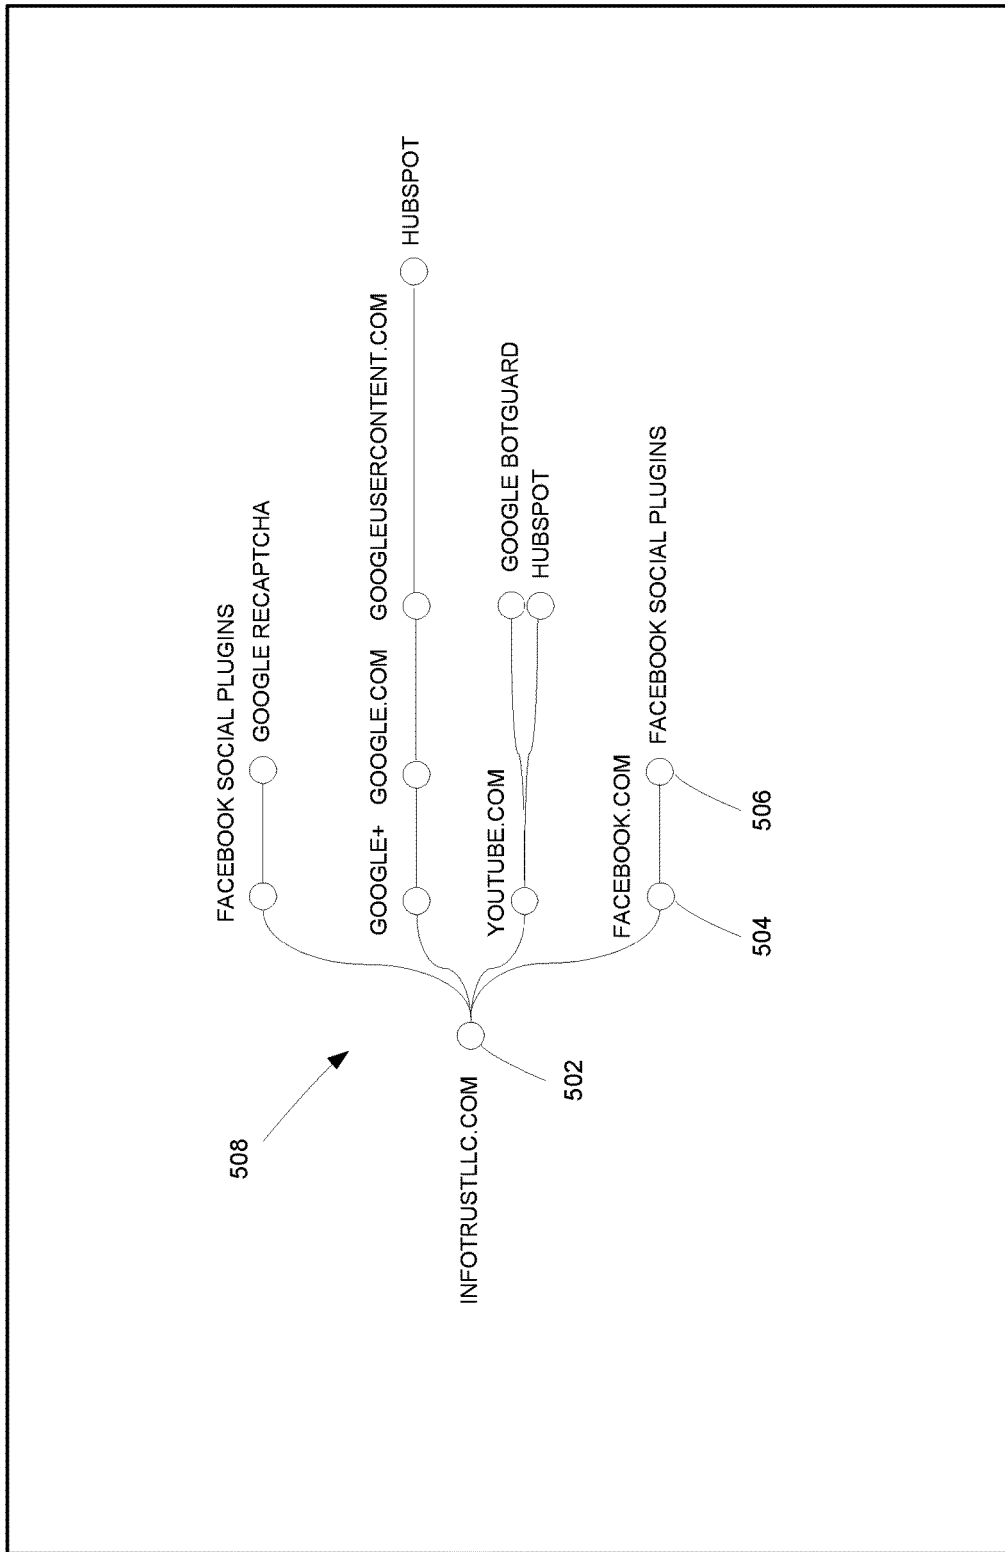 508
INFOTRUSTLLC.COM
502
FACEBOOK SOCIAL PLUGINS
GOOGLE RECAPTCHA
GOOGLE+
GOOGLE.COM
GOOGLEUSERCONTENT.COM
HUBSPOT
YOUTUBE.COM
GOOGLE BOTGUARD
HUBSPOT
FACEBOOK.COM
FACEBOOK SOCIAL PLUGINS
504
506